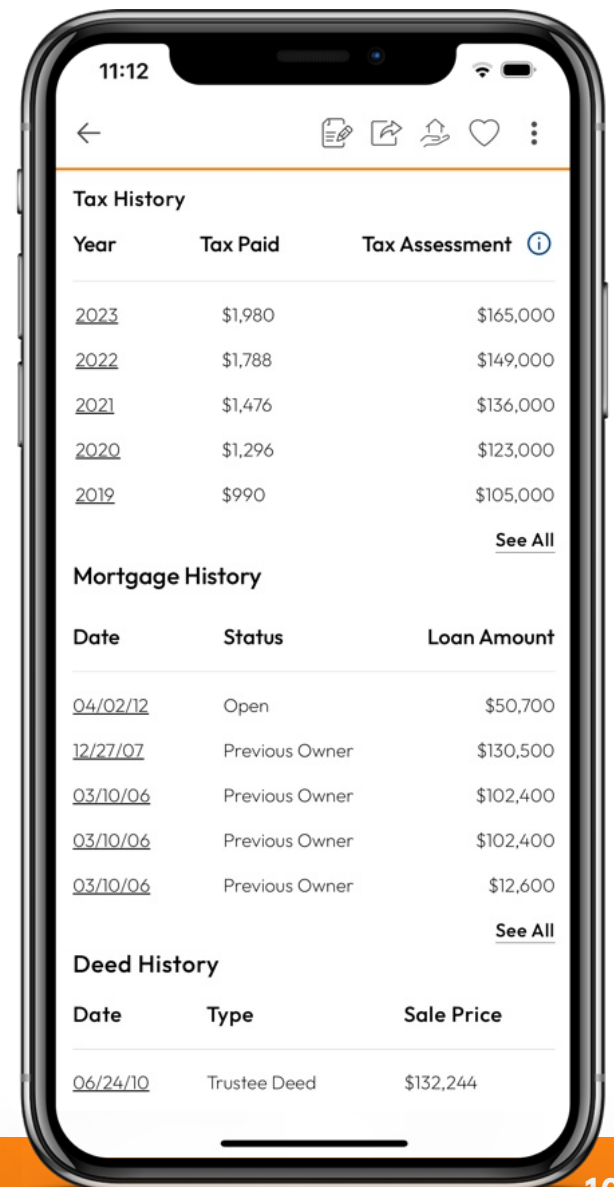 11:12
Tax History
Year Tax Paid Tax Assessment
2023 $1,980 $165,000
2022 $1,788 $149,000
2021 $1,476 $136,000
2020 $1,296 $123,000
2019 $990 $105,000
See All
Mortgage History
Date Status Loan Amount
04/02/12 Open $50,700
12/27/07 Previous Owner $130,500
03/10/06 Previous Owner $102,400
03/10/06 Previous Owner $102,400
03/10/06 Previous Owner $12,600
See All
Deed History
Date Type Sale Price
06/24/10 Trustee Deed $132,244